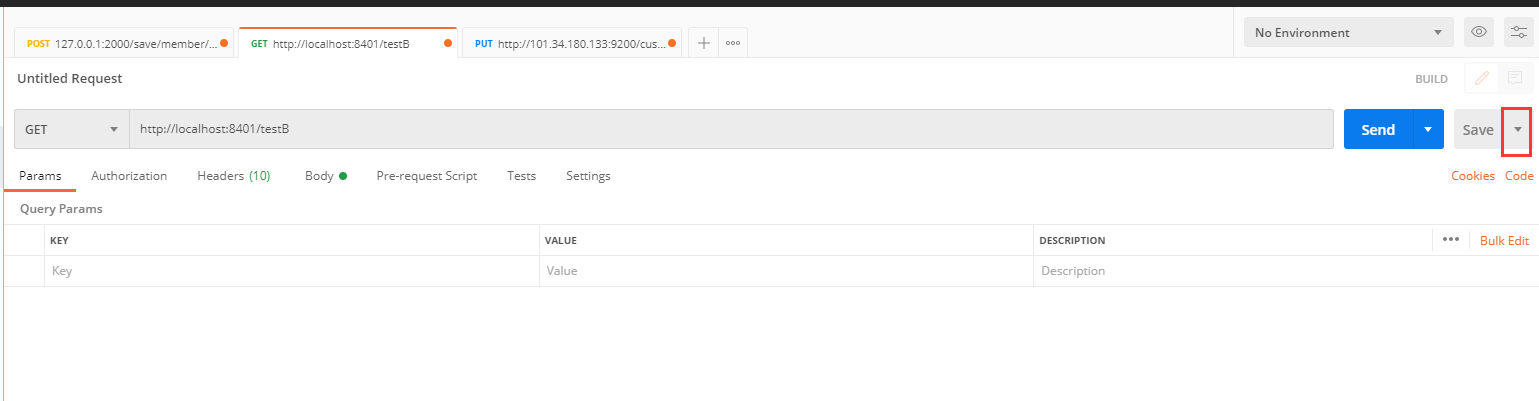 POST 127.0.0.1:2000/save/member/...
GET http://localhost:8401/testB
PUT http://101.34.180.133:9200/cus...
No Environment
Untitled Request
BUILD
GET
http://localhost:8401/testB
Send
Save
Params
Authorization
Headers (10)
Body
Pre-request Script
Tests
Settings
Cookies
Code
Query Params
KEY
VALUE
DESCRIPTION
Bulk Edit
Key
Value
Description